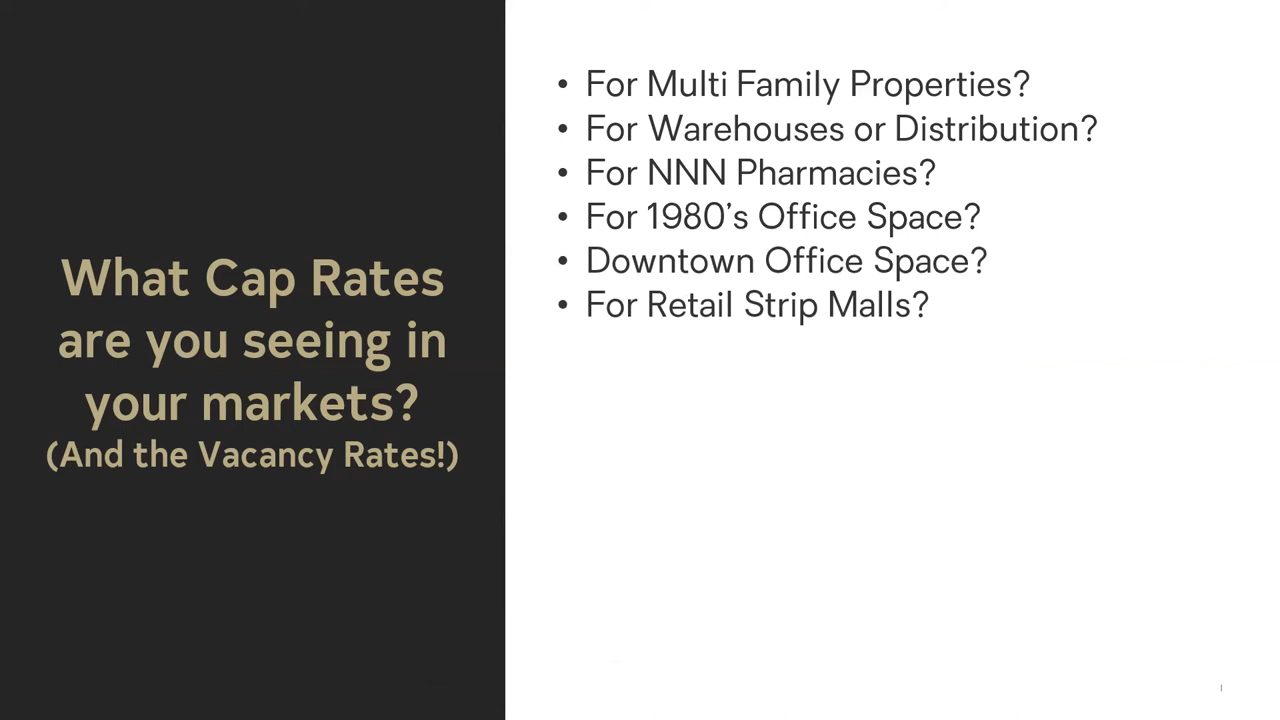 What Cap Rates
are you seeing in
your markets?
(And the Vacancy Rates!)
• For Multi Family Properties?
• For Warehouses or Distribution?
• For NNN Pharmacies?
• For 1980's Office Space?
• Downtown Office Space?
• For Retail Strip Malls?
1